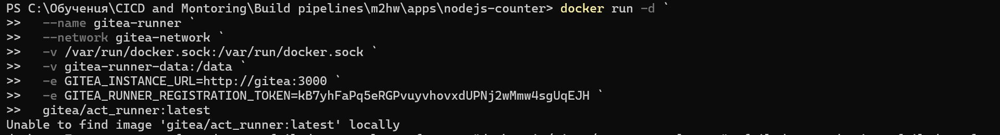 PS C:\Обучения\CICD and Montoring\Build pipelines\m2hw\apps\nodejs-counter> docker run -d `
>>   --name gitea-runner `
>>   --network gitea-network `
>>   -v /var/run/docker.sock:/var/run/docker.sock `
>>   -v gitea-runner-data:/data `
>>   -e GITEA_INSTANCE_URL=http://gitea:3000 `
>>   -e GITEA_RUNNER_REGISTRATION_TOKEN=kB7yhFaPq5eRGPvuyvhovxdUPNj2wMmw4sgUqEJH `
>>   gitea/act_runner:latest
Unable to find image 'gitea/act_runner:latest' locally